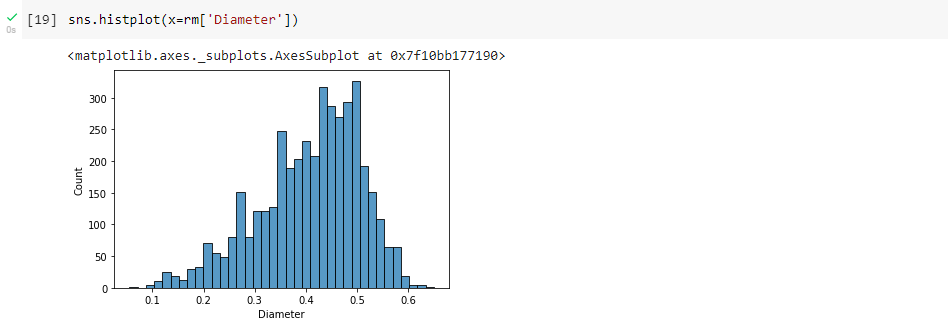 [19] sns.histplot(x=rm['Diameter'])
0s
<matplotlib.axes._subplots.AxesSubplot at 0x7f10bb177190>
300
250
200
150
100
50
0
Count
0.1 0.2 0.3 0.4 0.5 0.6
Diameter